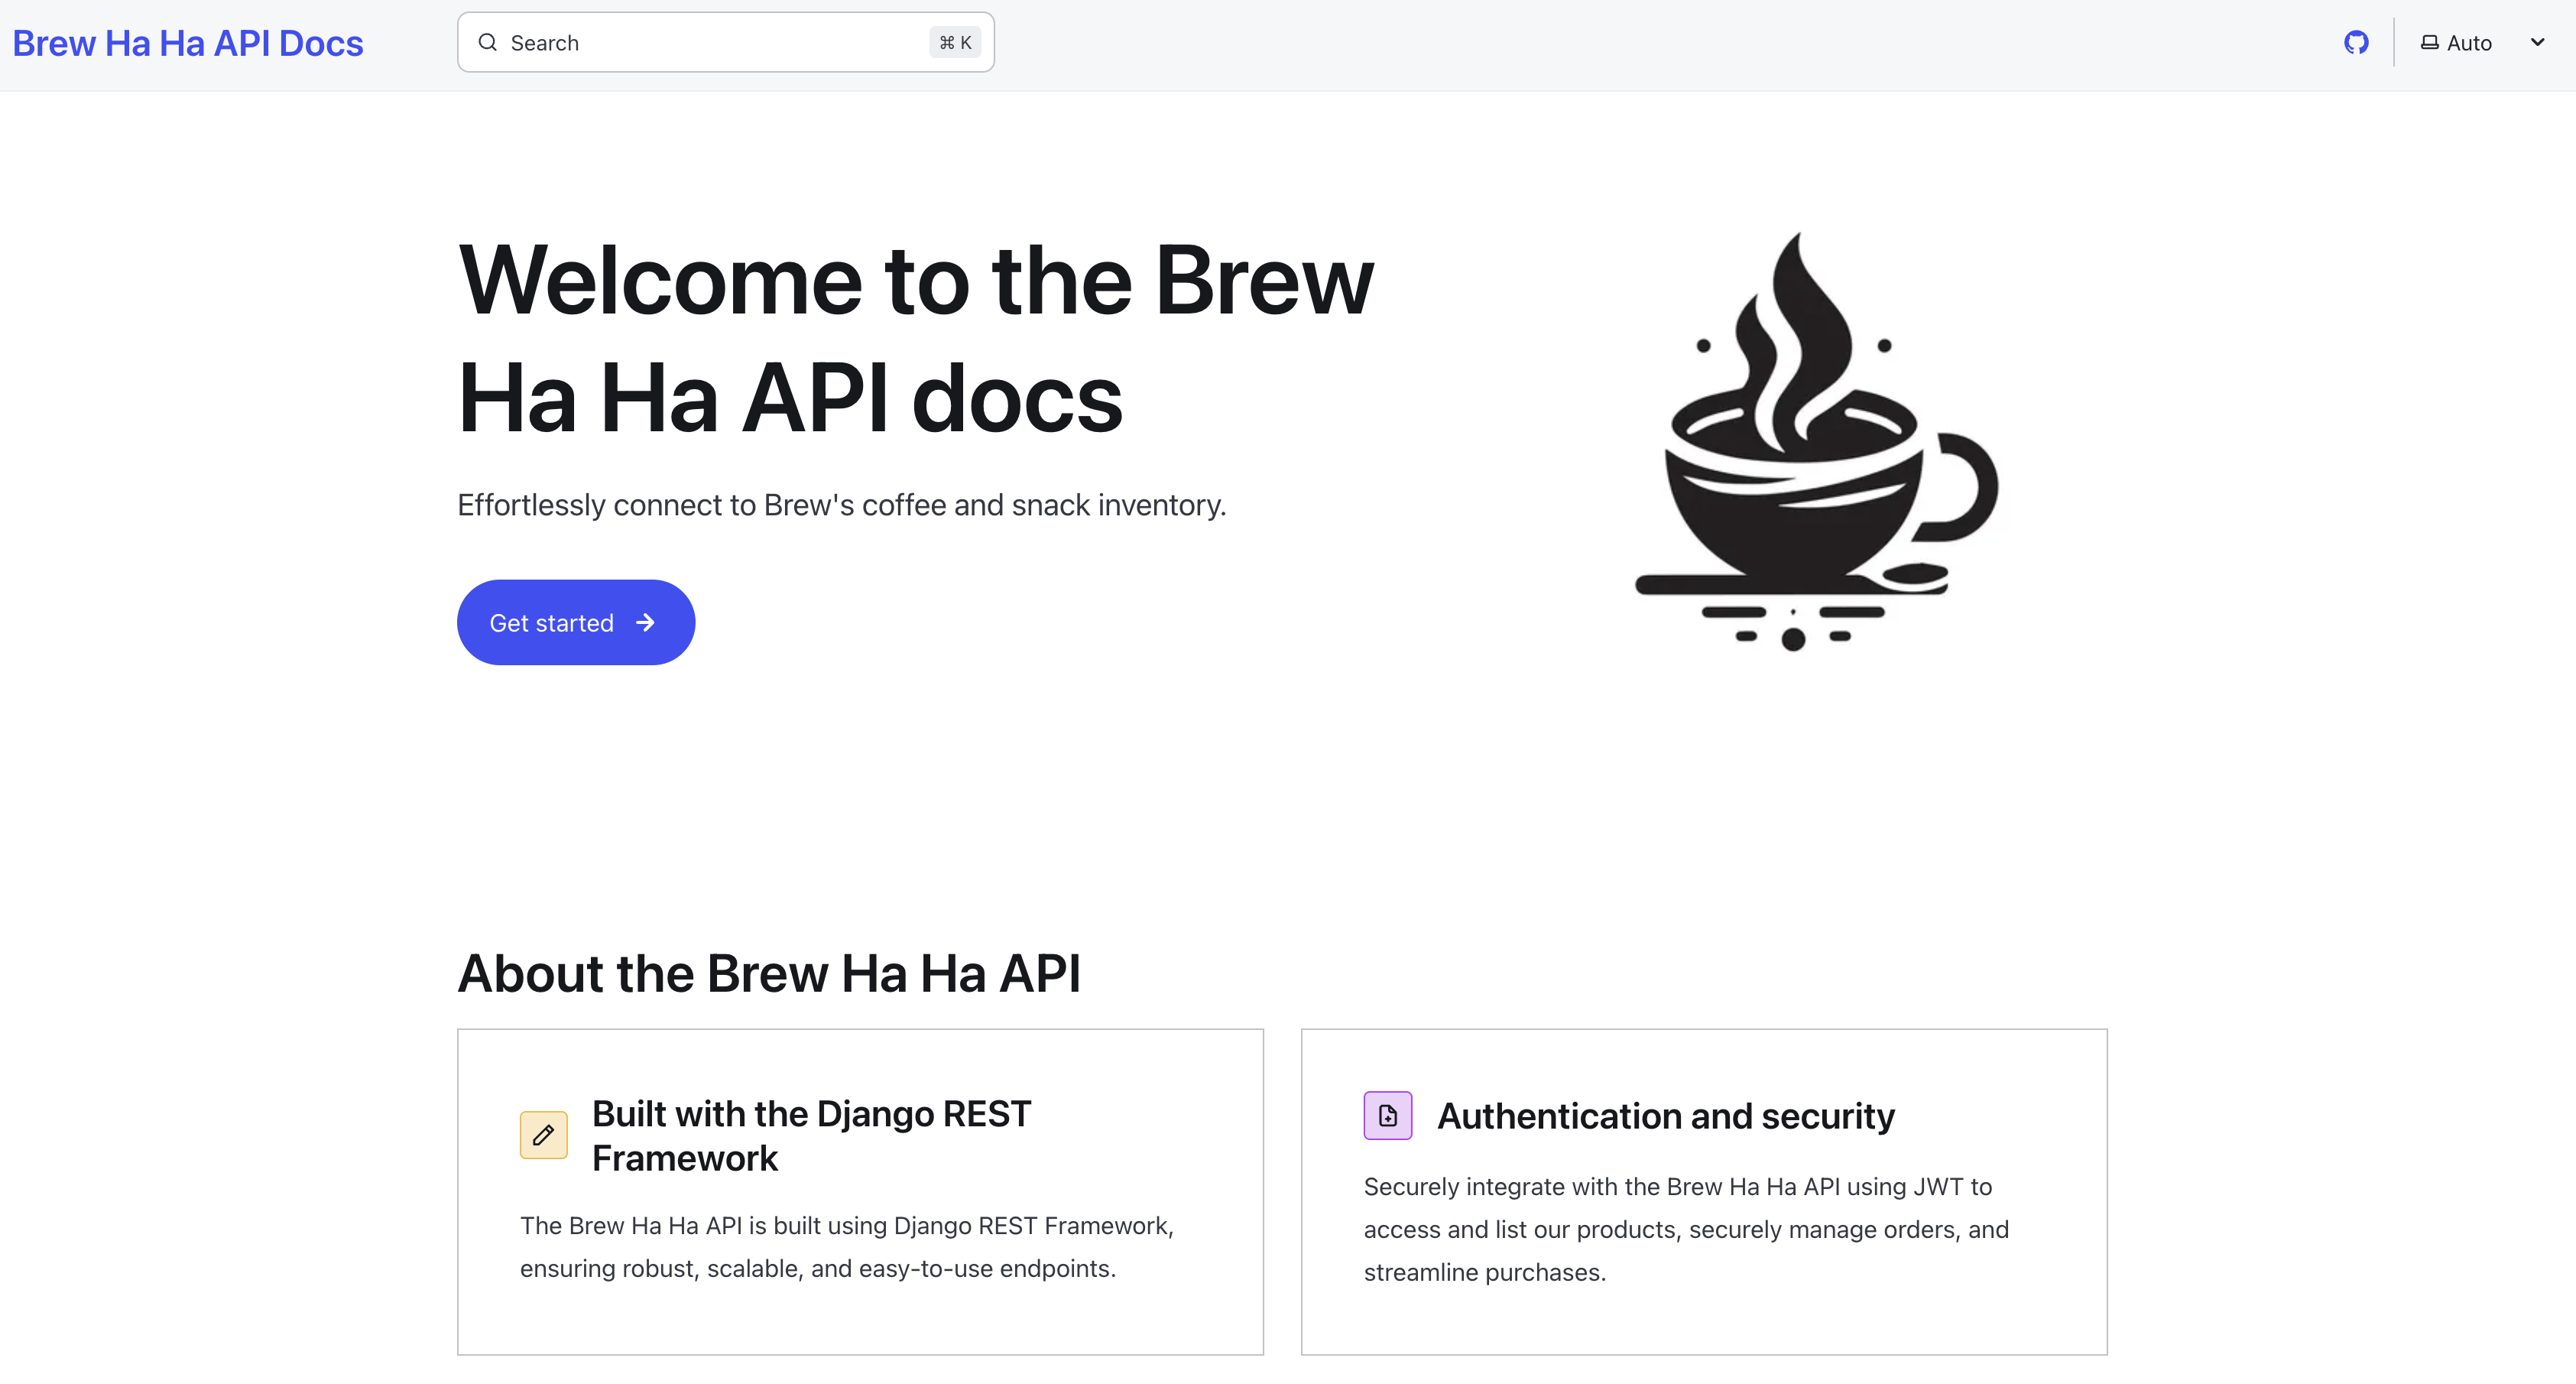 Brew Ha Ha API Docs
Search
⌘ K
Auto
Welcome to the Brew
Ha Ha API docs
Effortlessly connect to Brew's coffee and snack inventory.
Get started
About the Brew Ha Ha API
Built with the Django REST
Framework
The Brew Ha Ha API is built using Django REST Framework,
ensuring robust, scalable, and easy-to-use endpoints.
Authentication and security
Securely integrate with the Brew Ha Ha API using JWT to
access and list our products, securely manage orders, and
streamline purchases.